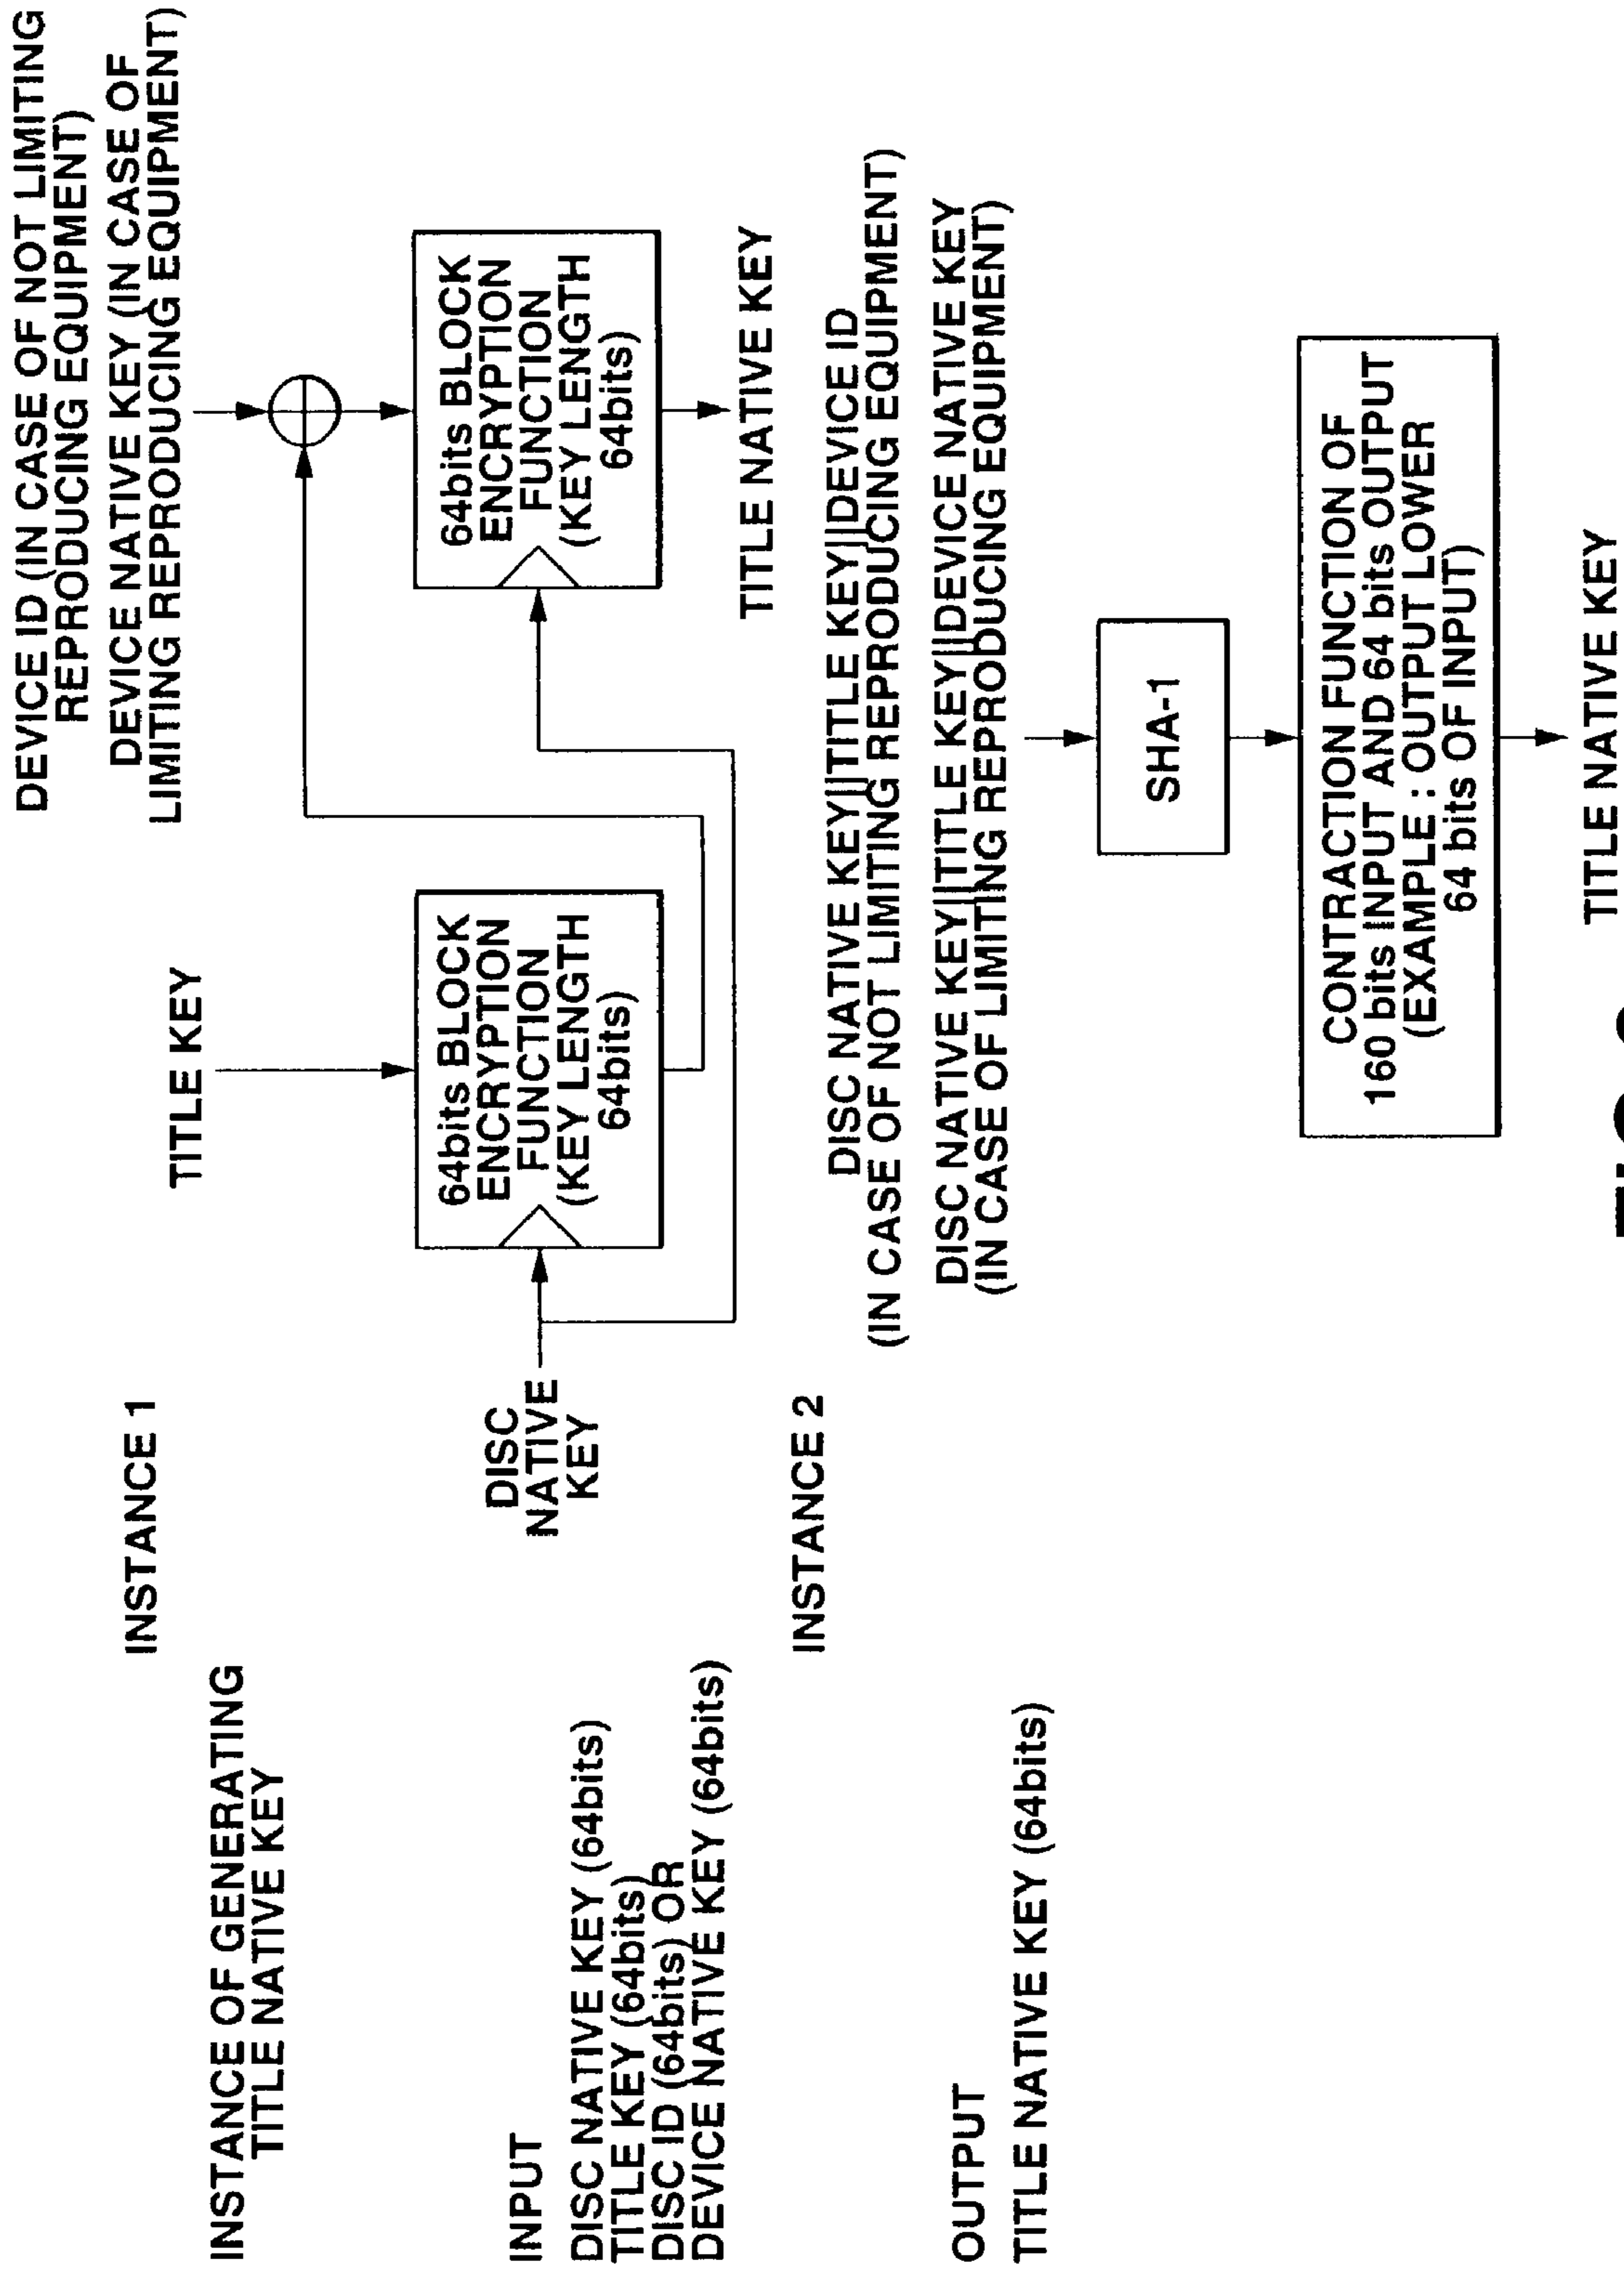 INSTANCE OF GENERATING
TITLE NATIVE KEY
INPUT
DISC NATIVE KEY (64bits)
TITLE KEY (64bits)
DISC ID (64bits) OR
DEVICE NATIVE KEY (64bits)
OUTPUT
TITLE NATIVE KEY (64bits)
INSTANCE 1
DISC
NATIVE
KEY
TITLE KEY
64bits BLOCK
ENCRYPTION
FUNCTION
(KEY LENGTH
64bits)
DEVICE ID (IN CASE OF NOT LIMITING
REPRODUCING EQUIPMENT)
DEVICE NATIVE KEY (IN CASE OF
LIMITING REPRODUCING EQUIPMENT)
64bits BLOCK
ENCRYPTION
FUNCTION
(KEY LENGTH
64bits)
TITLE NATIVE KEY
INSTANCE 2
DISC NATIVE KEY||TITLE KEY||DEVICE ID
(IN CASE OF NOT LIMITING REPRODUCING EQUIPMENT)
DISC NATIVE KEY||TITLE KEY||DEVICE NATIVE KEY
(IN CASE OF LIMITING REPRODUCING EQUIPMENT)
SHA-1
CONTRACTION FUNCTION OF
160 bits INPUT AND 64 bits OUTPUT
(EXAMPLE : OUTPUT LOWER
64 bits OF INPUT)
TITLE NATIVE KEY